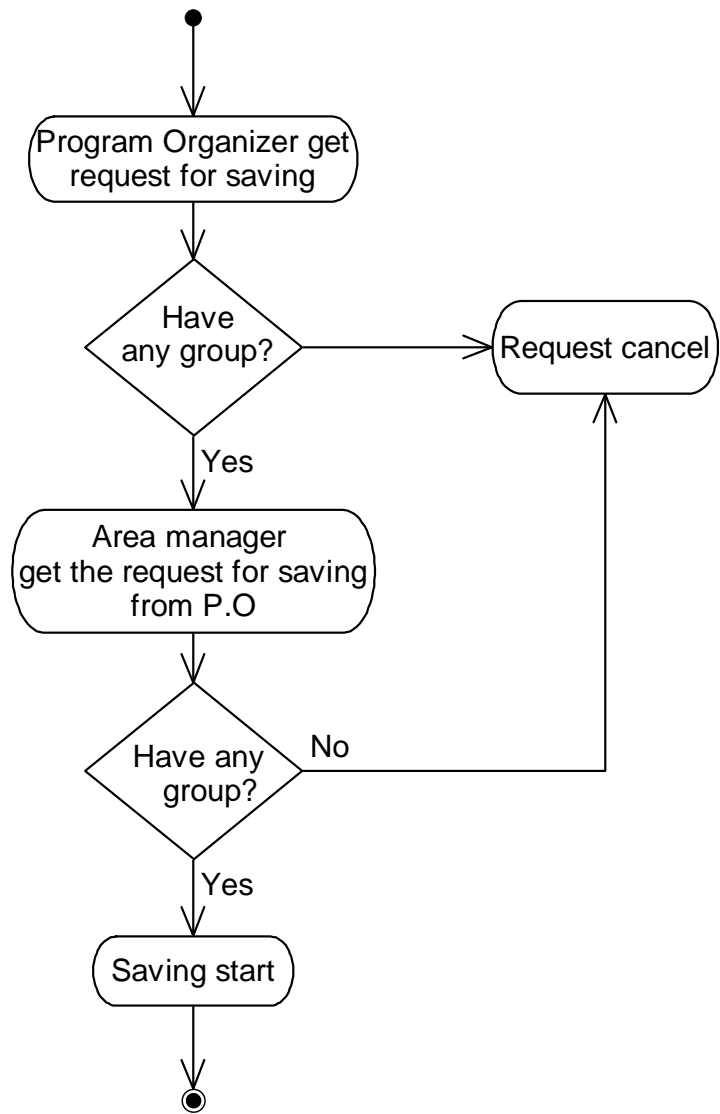 Program Organizer get
request for saving
Have
any group?
Request cancel
Yes
Area manager
get the request for saving
from P.O
Have any
group?
No
Yes
Saving start